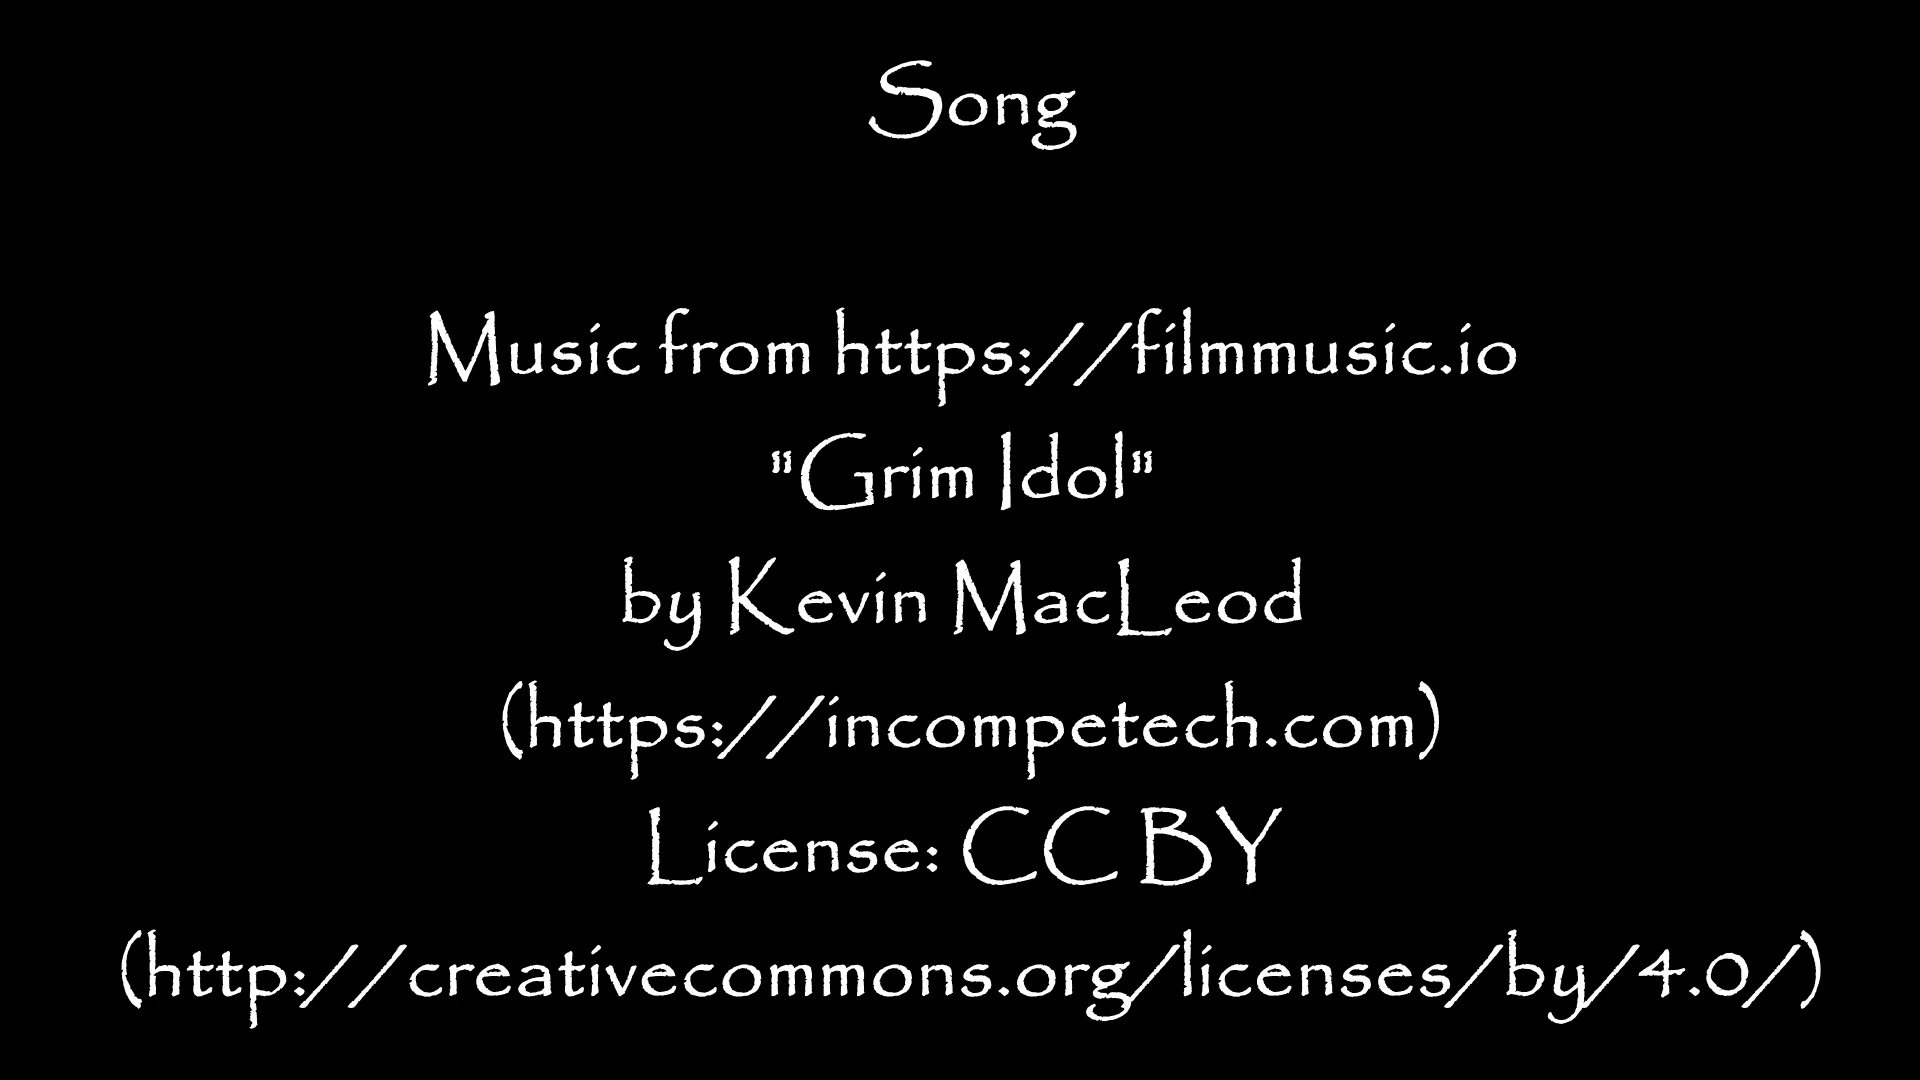 Song
Music from https://filmmusic.io
"Grim Idol"
by Kevin MacLeod
(https://incompetech.com)
License: CC BY
(http://creativecommons.org/licenses/by/4.0/)